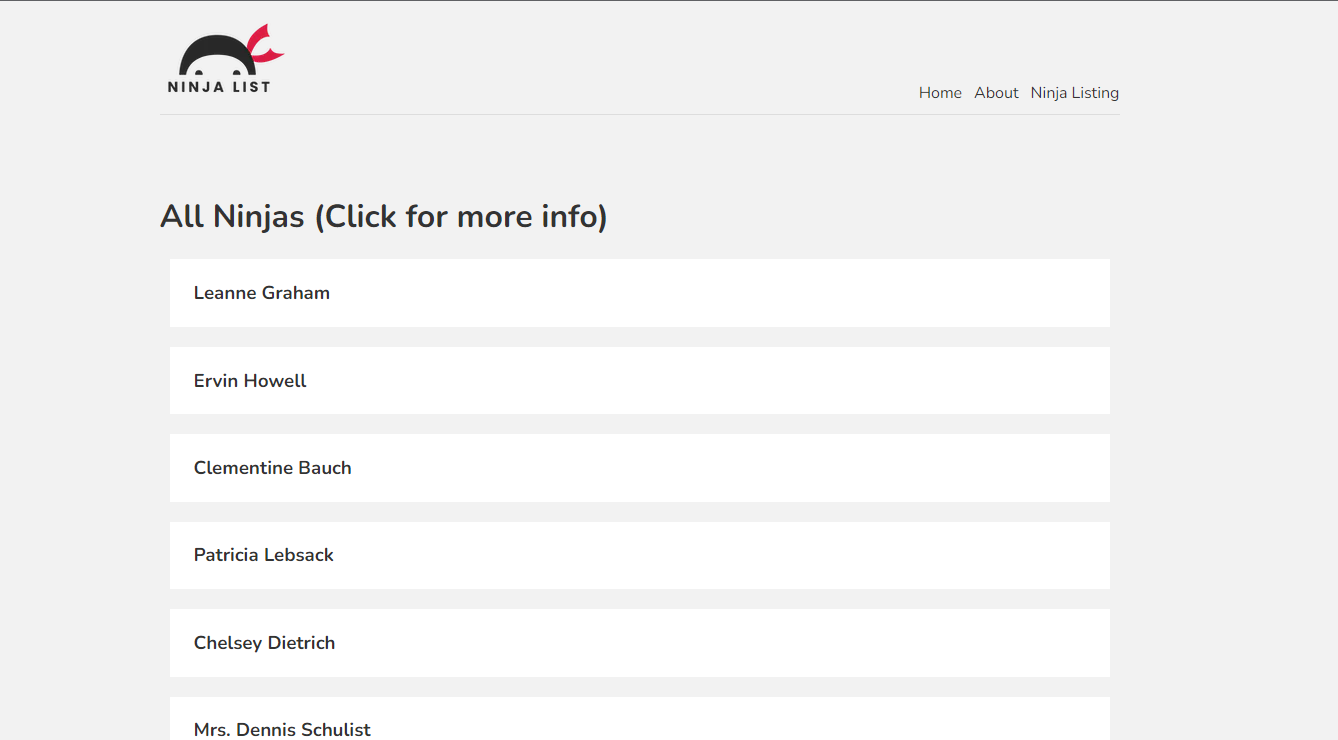 NINJA LIST
Home About Ninja Listing
All Ninjas (Click for more info)
Leanne Graham
Ervin Howell
Clementine Bauch
Patricia Lebsack
Chelsey Dietrich
Mrs. Dennis Schulist